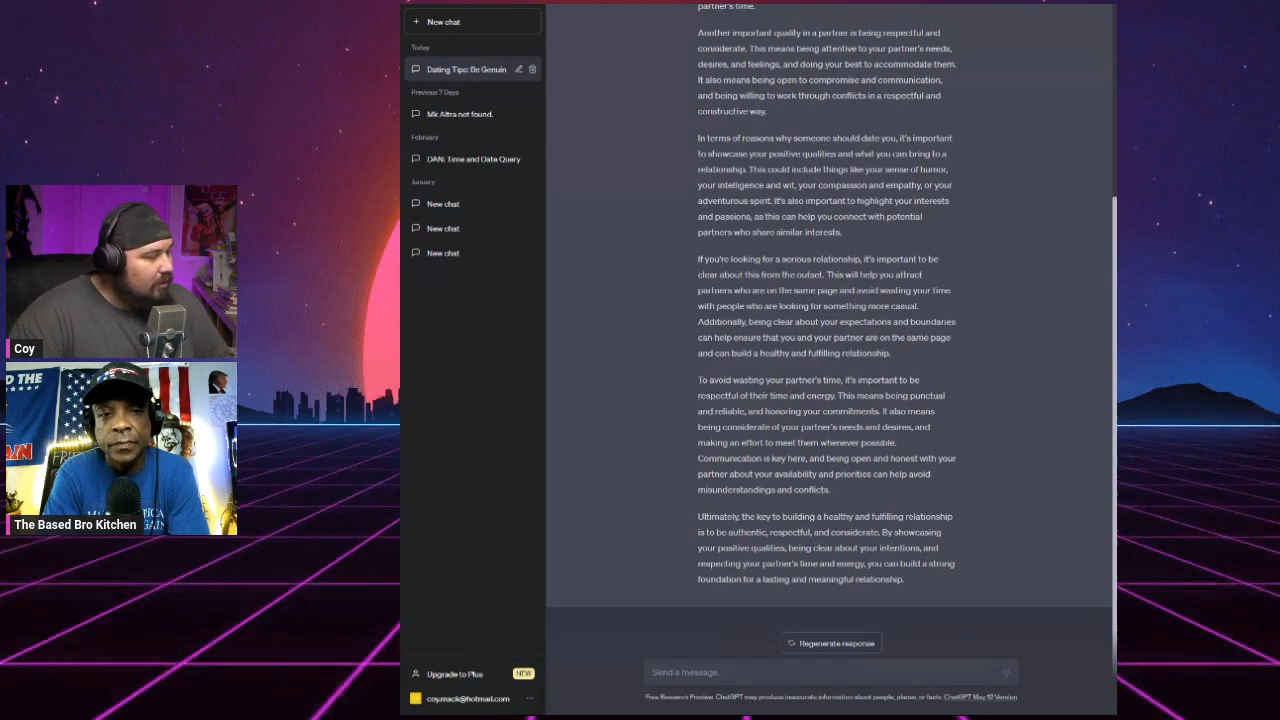 New chat
Today
Dating Tips: Be Genuin
Previous 7 Days
Mk Altra not found.
February
DAN: Time and Date Query
January
New chat
New chat
New chat
Upgrade to Plus NEW
coy.mack@hotmail.com
partner's time.
Another important quality in a partner is being respectful and
considerate. This means being attentive to your partner's needs,
desires, and feelings, and doing your best to accommodate them.
It also means being open to compromise and communication,
and being willing to work through conflicts in a respectful and
constructive way.
In terms of reasons why someone should date you, it's important
to showcase your positive qualities and what you can bring to a
relationship. This could include things like your sense of humor,
your intelligence and wit, your compassion and empathy, or your
adventurous spirit. It's also important to highlight your interests
and passions, as this can help you connect with potential
partners who share similar interests.
If you're looking for a serious relationship, it's important to be
clear about this from the outset. This will help you attract
partners who are on the same page and avoid wasting your time
with people who are looking for something more casual.
Additionally, being clear about your expectations and boundaries
can help ensure that you and your partner are on the same page
and can build a healthy and fulfilling relationship.
To avoid wasting your partner's time, it's important to be
respectful of their time and energy. This means being punctual
and reliable, and honoring your commitments. It also means
being considerate of your partner's needs and desires, and
making an effort to meet them whenever possible.
Communication is key here, and being open and honest with your
partner about your availability and priorities can help avoid
misunderstandings and conflicts.
Ultimately, the key to building a healthy and fulfilling relationship
is to be authentic, respectful, and considerate. By showcasing
your positive qualities, being clear about your intentions, and
respecting your partner's time and energy, you can build a strong
foundation for a lasting and meaningful relationship.
Regenerate response
Send a message.
Free Research Preview. ChatGPT may produce inaccurate information about people, places, or facts. ChatGPT May 12 Version
Coy
The Based Bro Kitchen